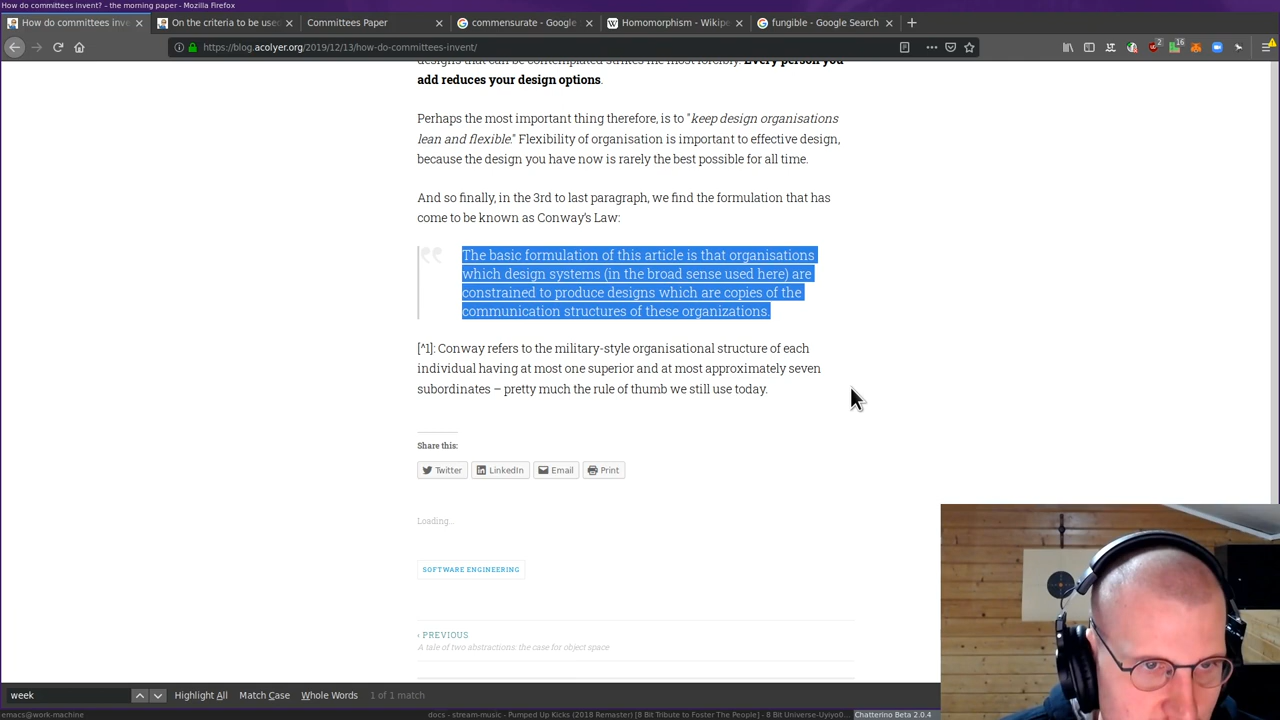 How do committees invent? – the morning paper - Mozilla Firefox
How do committees inv
On the criteria to be use
Committees Paper
commensurate - Google
Homomorphism - Wikipe
fungible - Google Search
https://blog.acolyer.org/2019/12/13/how-do-committees-invent/
2
16
designs that can be contemplated strikes me most forcibly. Every person you
add reduces your design options.
Perhaps the most important thing therefore, is to "keep design organisations
lean and flexible." Flexibility of organisation is important to effective design,
because the design you have now is rarely the best possible for all time.
And so finally, in the 3rd to last paragraph, we find the formulation that has
come to be known as Conway's Law:
The basic formulation of this article is that organisations
which design systems (in the broad sense used here) are
constrained to produce designs which are copies of the
communication structures of these organizations.
[^1]: Conway refers to the military-style organisational structure of each
individual having at most one superior and at most approximately seven
subordinates – pretty much the rule of thumb we still use today.
Share this:
Twitter LinkedIn Email Print
Loading...
SOFTWARE ENGINEERING
‹ PREVIOUS
A tale of two abstractions: the case for object space
week Highlight All Match Case Whole Words 1 of 1 match
emacs@work-machine
docs - stream-music - Pumped Up Kicks (2018 Remaster) [8 Bit Tribute to Foster The People] - 8 Bit Universe-Uyiyo0...
Chatterino Beta 2.0.4